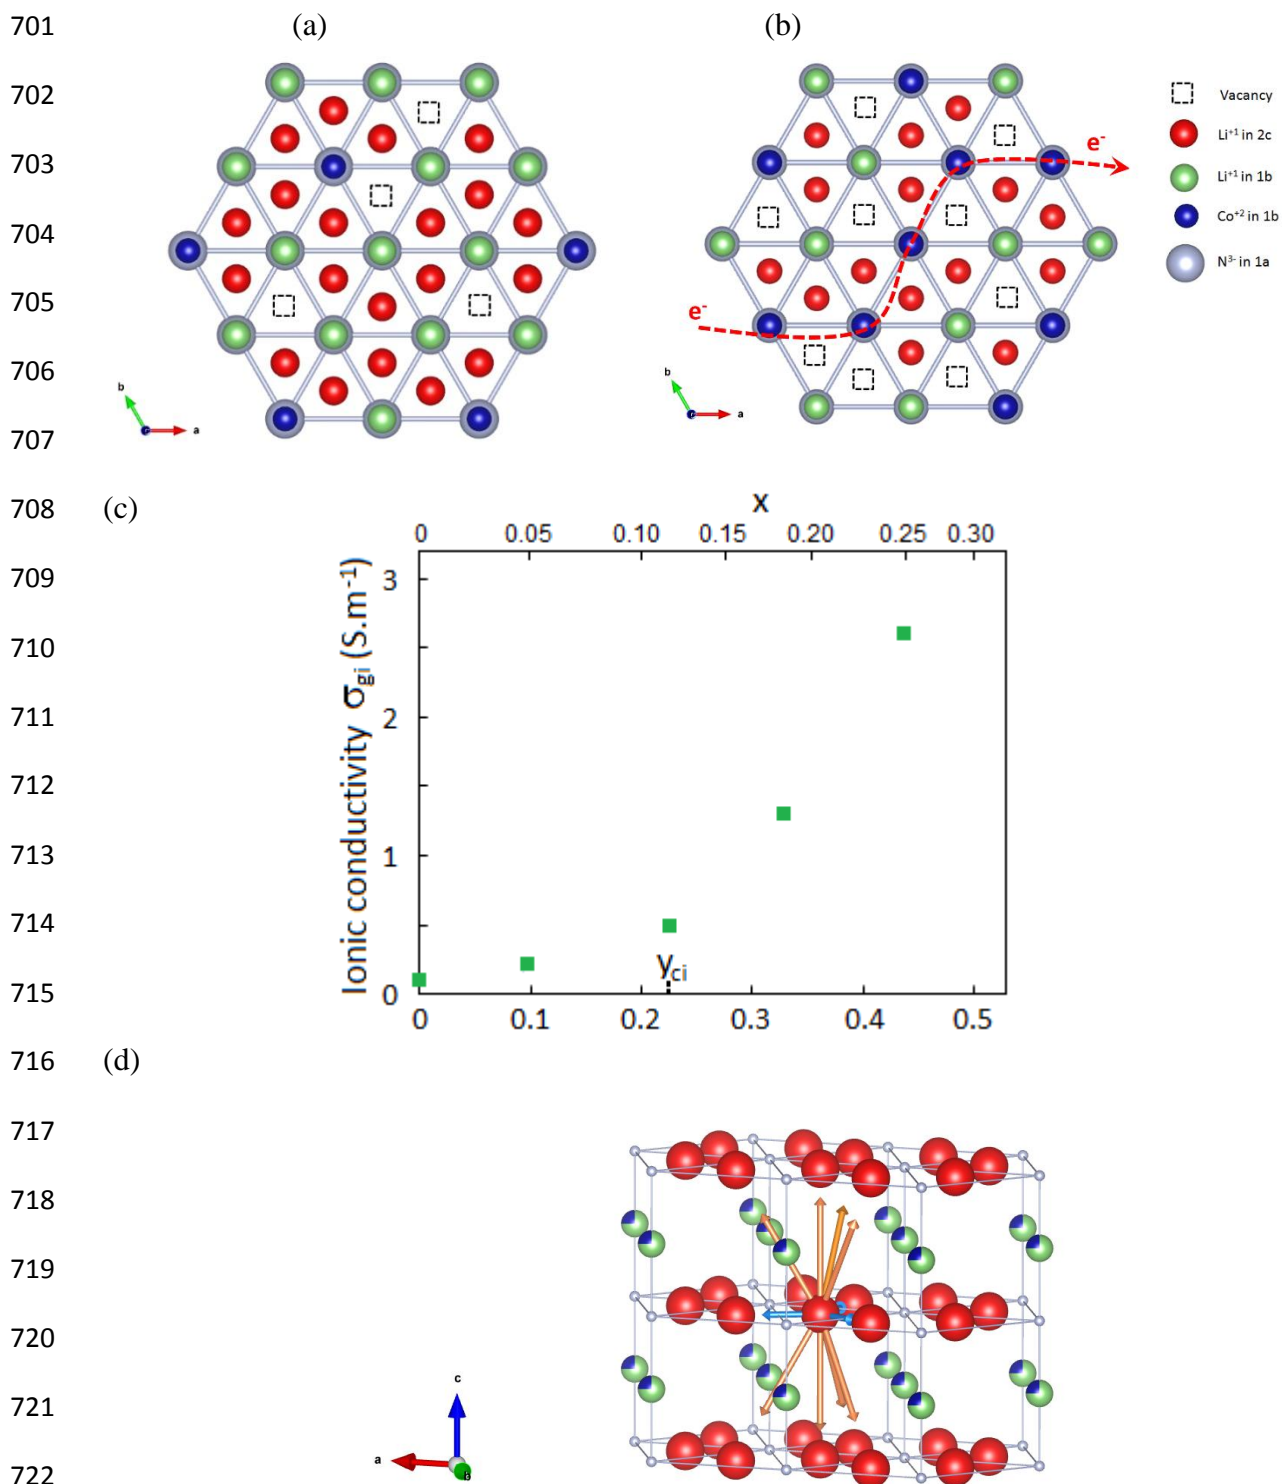 701 (a) (b)
702 Vacancy
Li+1 in 2c
703 e-
Li+1 in 1b
704 Co+2 in 1b
N3- in 1a
705 e-
706 b b
707 a a
708 (c) X
0 0.05 0.10 0.15 0.20 0.25 0.30
709 3
710
711 2
712
713 1
714
Ionic conductivity σgi (S.m-1)
yci
715 0
0 0.1 0.2 0.3 0.4 0.5
716 (d)
717
718
719
720
721 c
a b
722